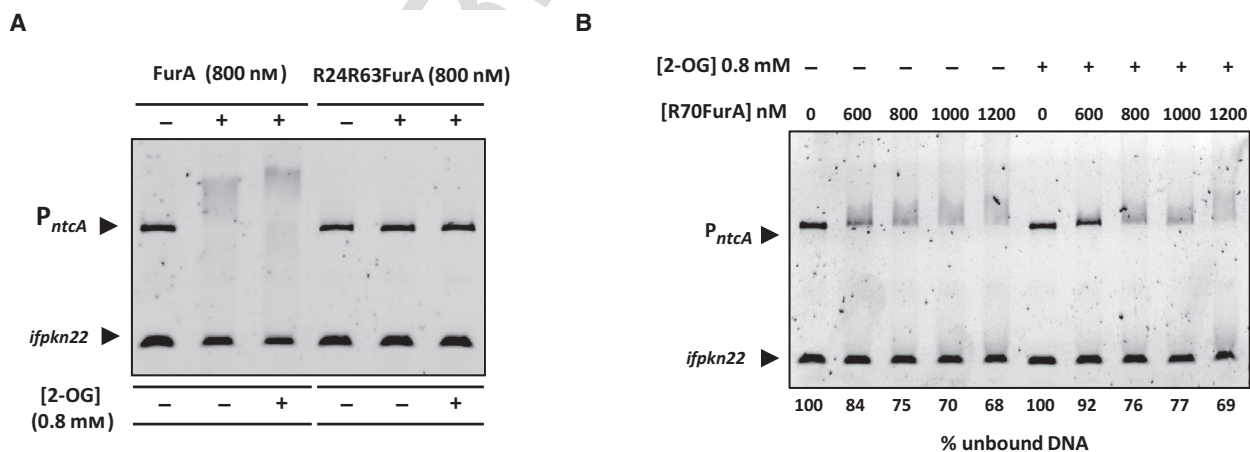 A
FurA (800 nM) R24R63FurA (800 nM)
– + + – + +
PntcA
ifpkn22
[2-OG] – – + – – +
(0.8 mM)
B
[2-OG] 0.8 mM – – – – – + + + + +
[R70FurA] nM 0 600 800 1000 1200 0 600 800 1000 1200
PntcA
ifpkn22
100 84 75 70 68 100 92 76 77 69
% unbound DNA